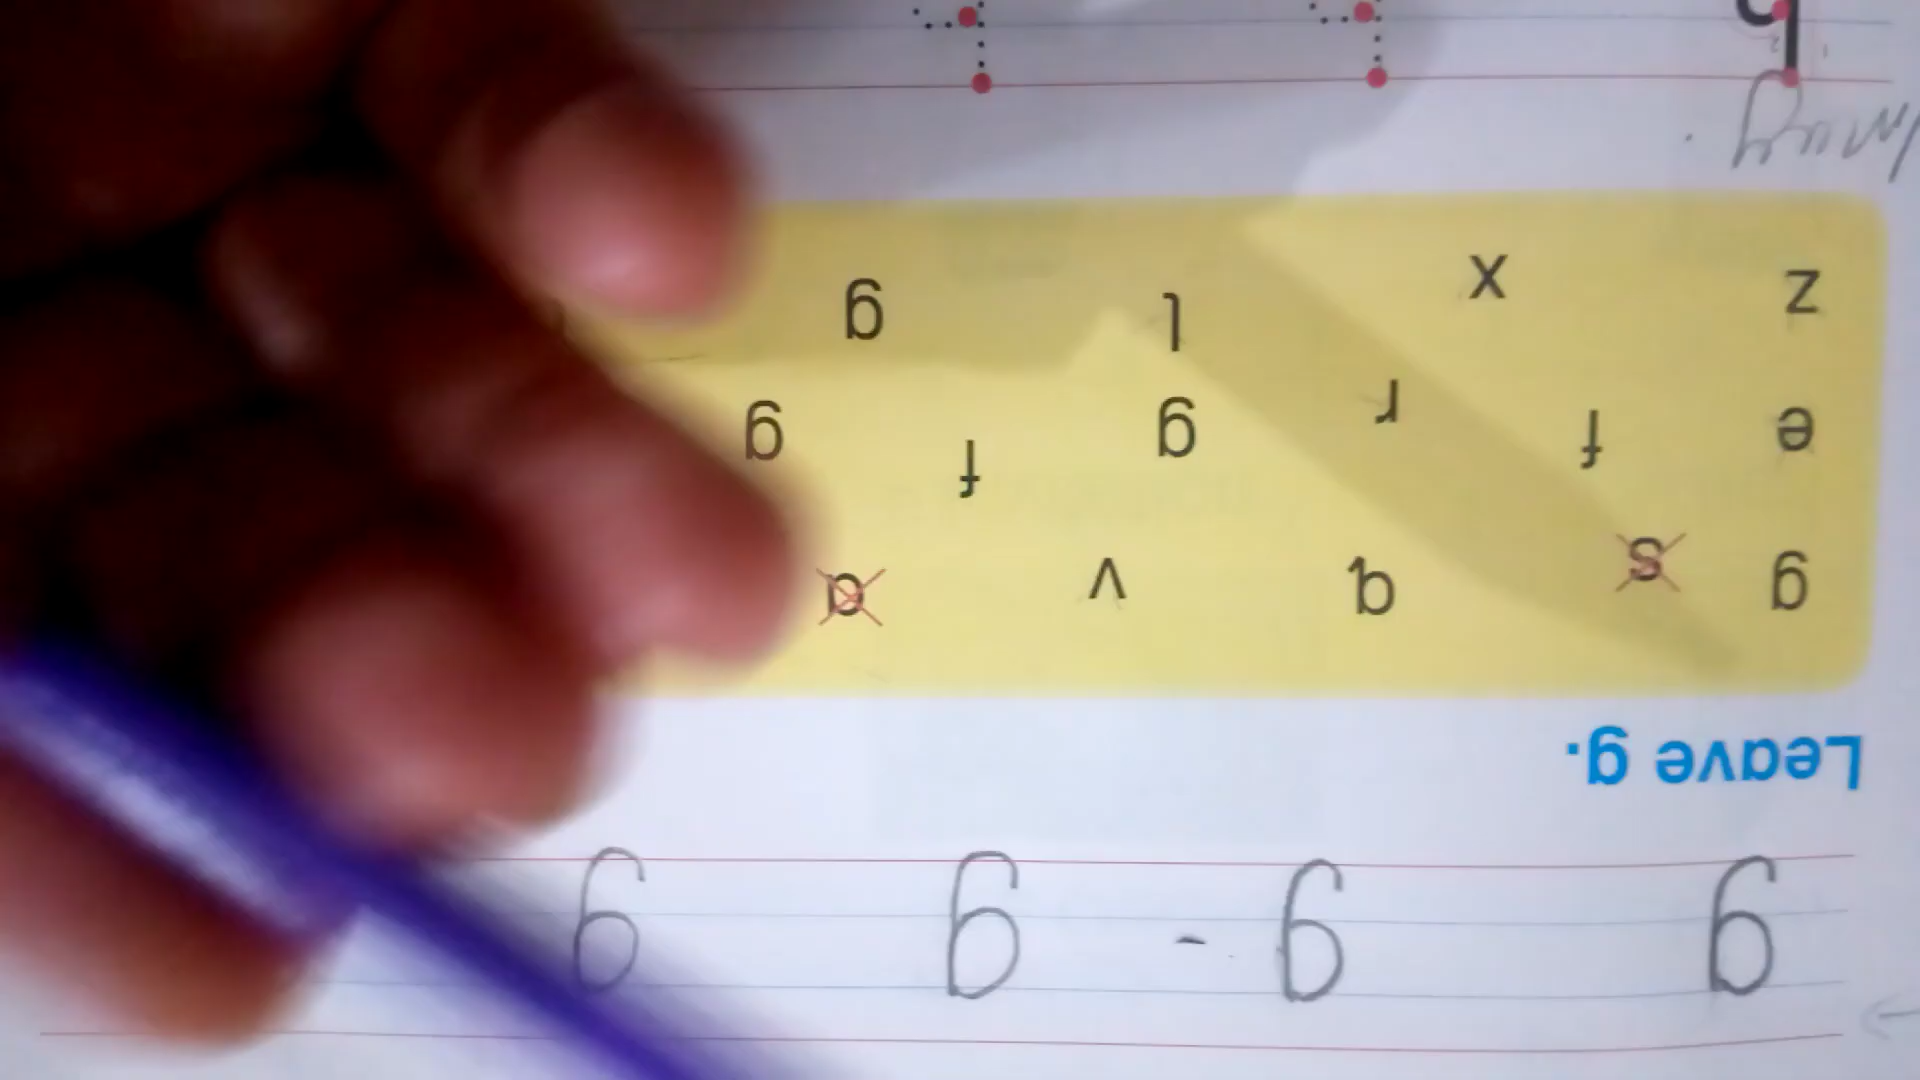 g g - g g
Leave g.
g s q v a
e f r g f g
z x l g